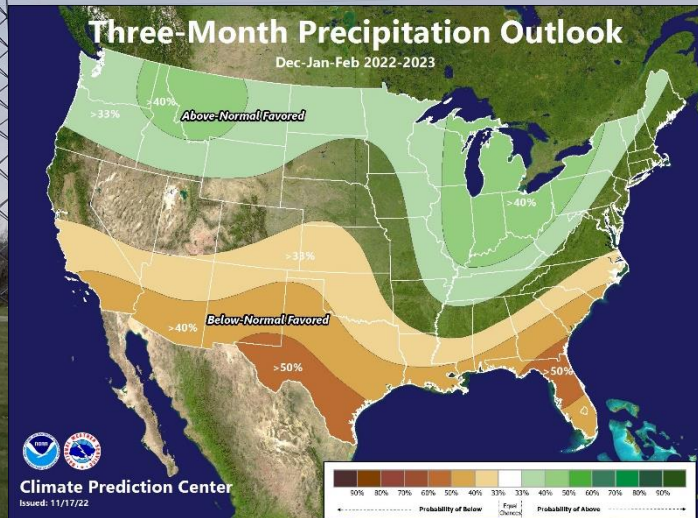 Three-Month Precipitation Outlook
Dec-Jan-Feb 2022-2023
>40%
>33%
Above-Normal Favored
>40%
>33%
Below-Normal Favored
>40%
>50%
>50%
NOAA
Climate Prediction Center
Issued: 11/17/22
90% 80% 70% 60% 50% 40% 33% 33% 40% 50% 60% 70% 80% 90%
Probability of Below Equal Chances Probability of Above